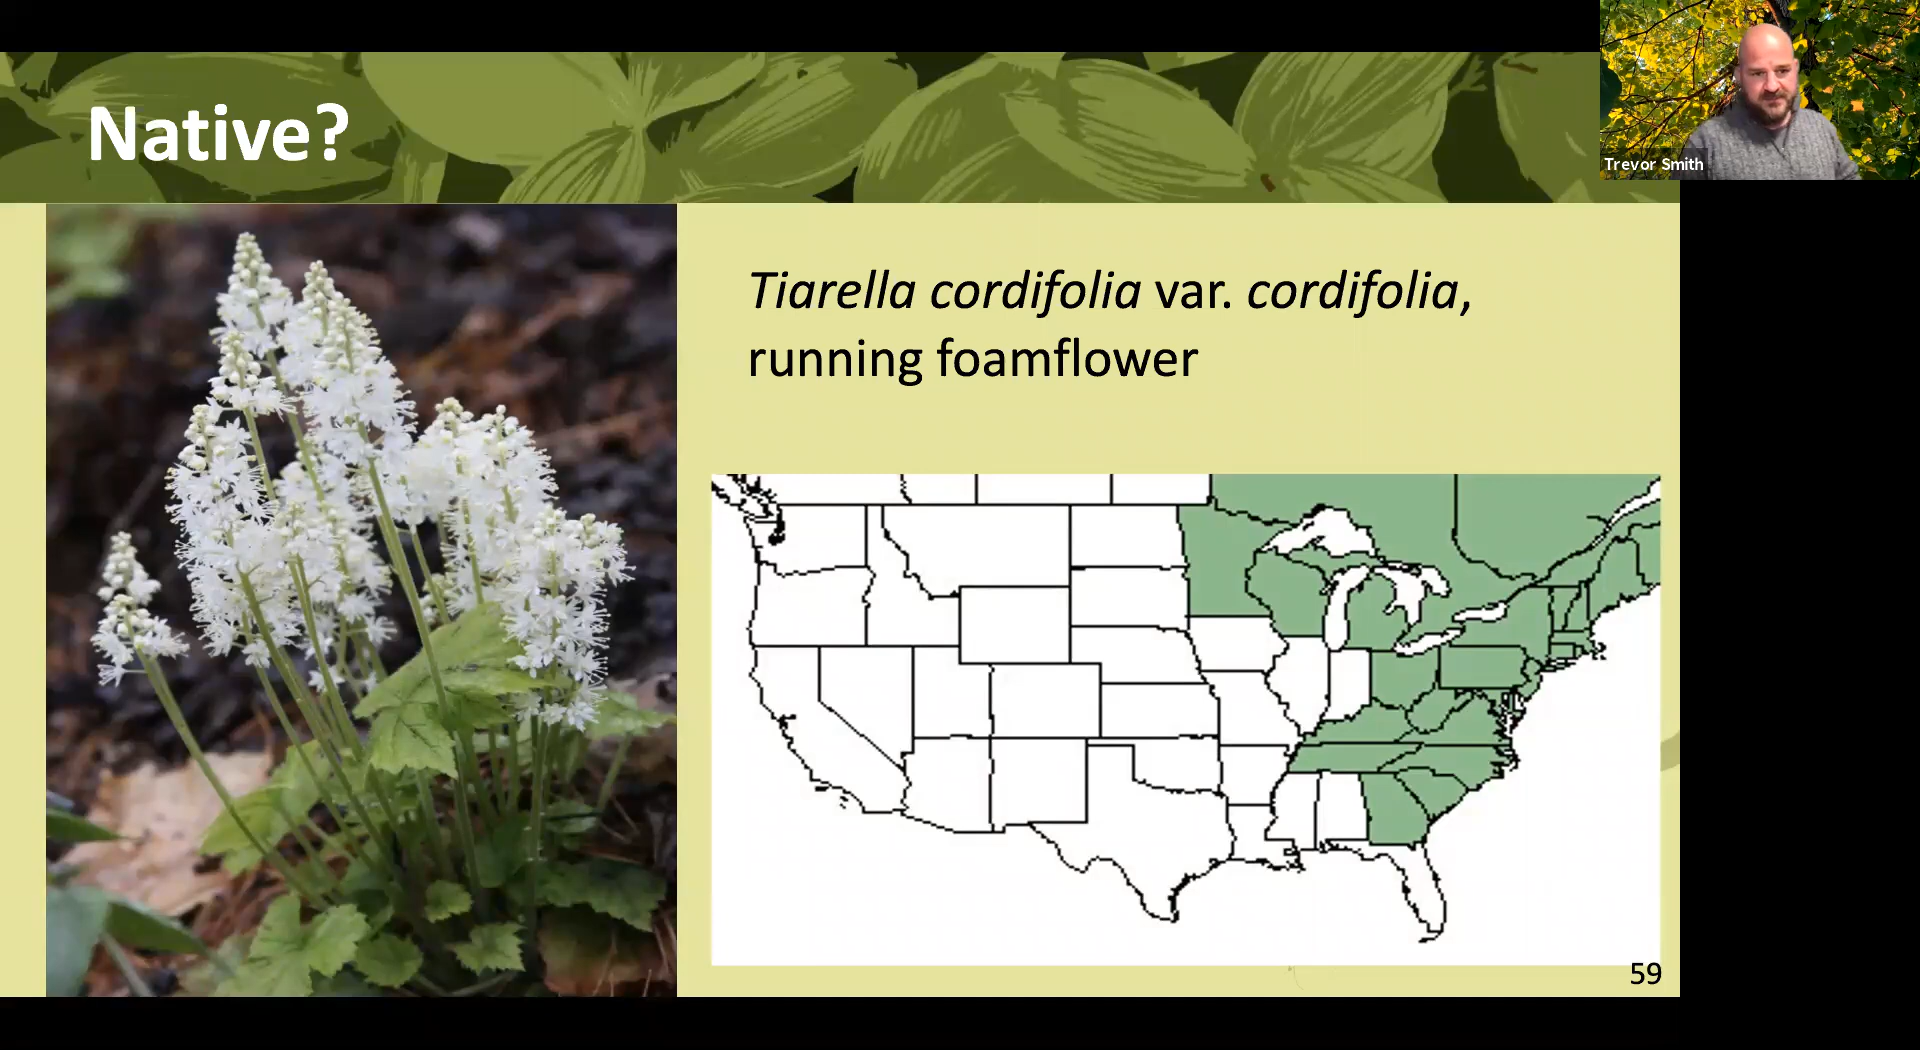 Native?
Trevor Smith
Tiarella cordifolia var. cordifolia,
running foamflower
59